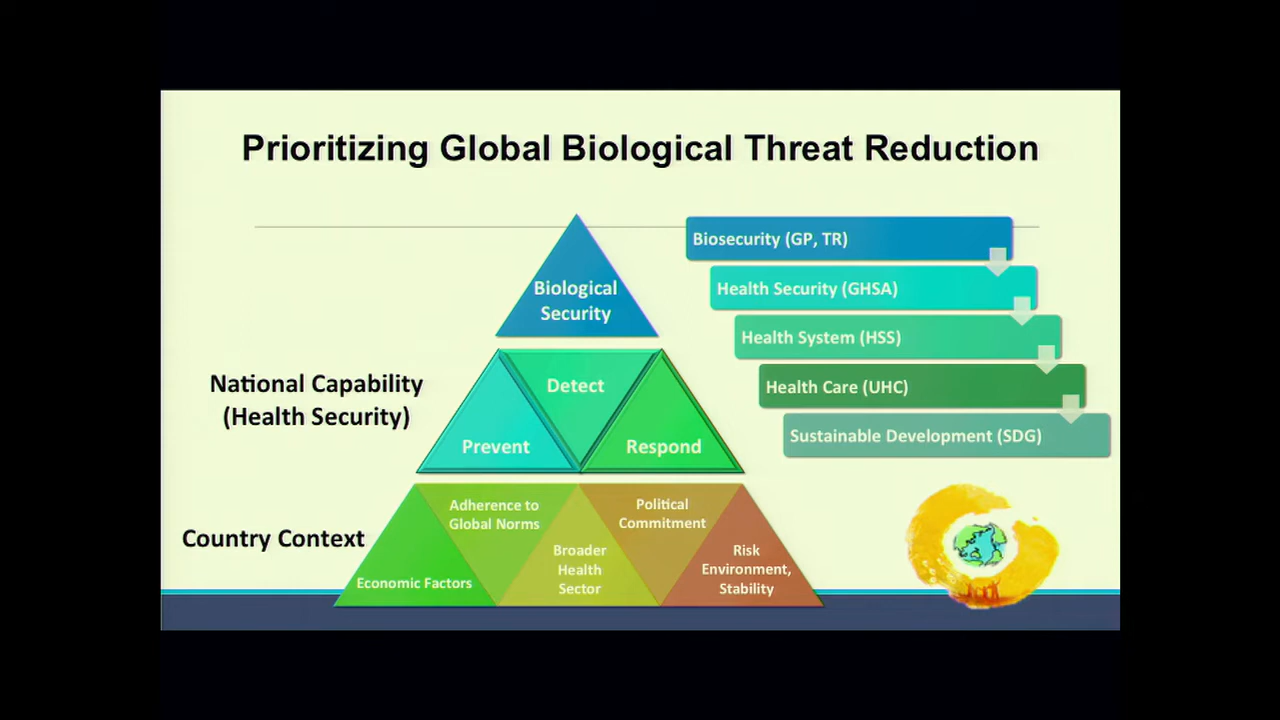 Prioritizing Global Biological Threat Reduction
Biological
Security
National Capability
(Health Security)
Detect
Prevent
Respond
Country Context
Adherence to
Global Norms
Political
Commitment
Economic Factors
Broader
Health
Sector
Risk
Environment,
Stability
Biosecurity (GP, TR)
Health Security (GHSA)
Health System (HSS)
Health Care (UHC)
Sustainable Development (SDG)